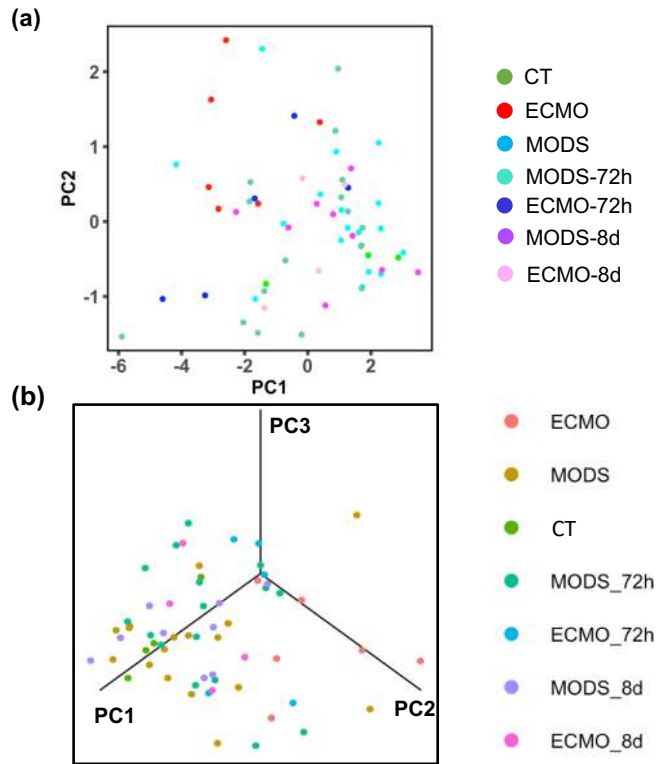 (a)
2
1
0
-1
PC2
-6
-4
-2
0
2
PC1
CT
ECMO
MODS
MODS-72h
ECMO-72h
MODS-8d
ECMO-8d
(b)
PC3
PC1
PC2
ECMO
MODS
CT
MODS_72h
ECMO_72h
MODS_8d
ECMO_8d